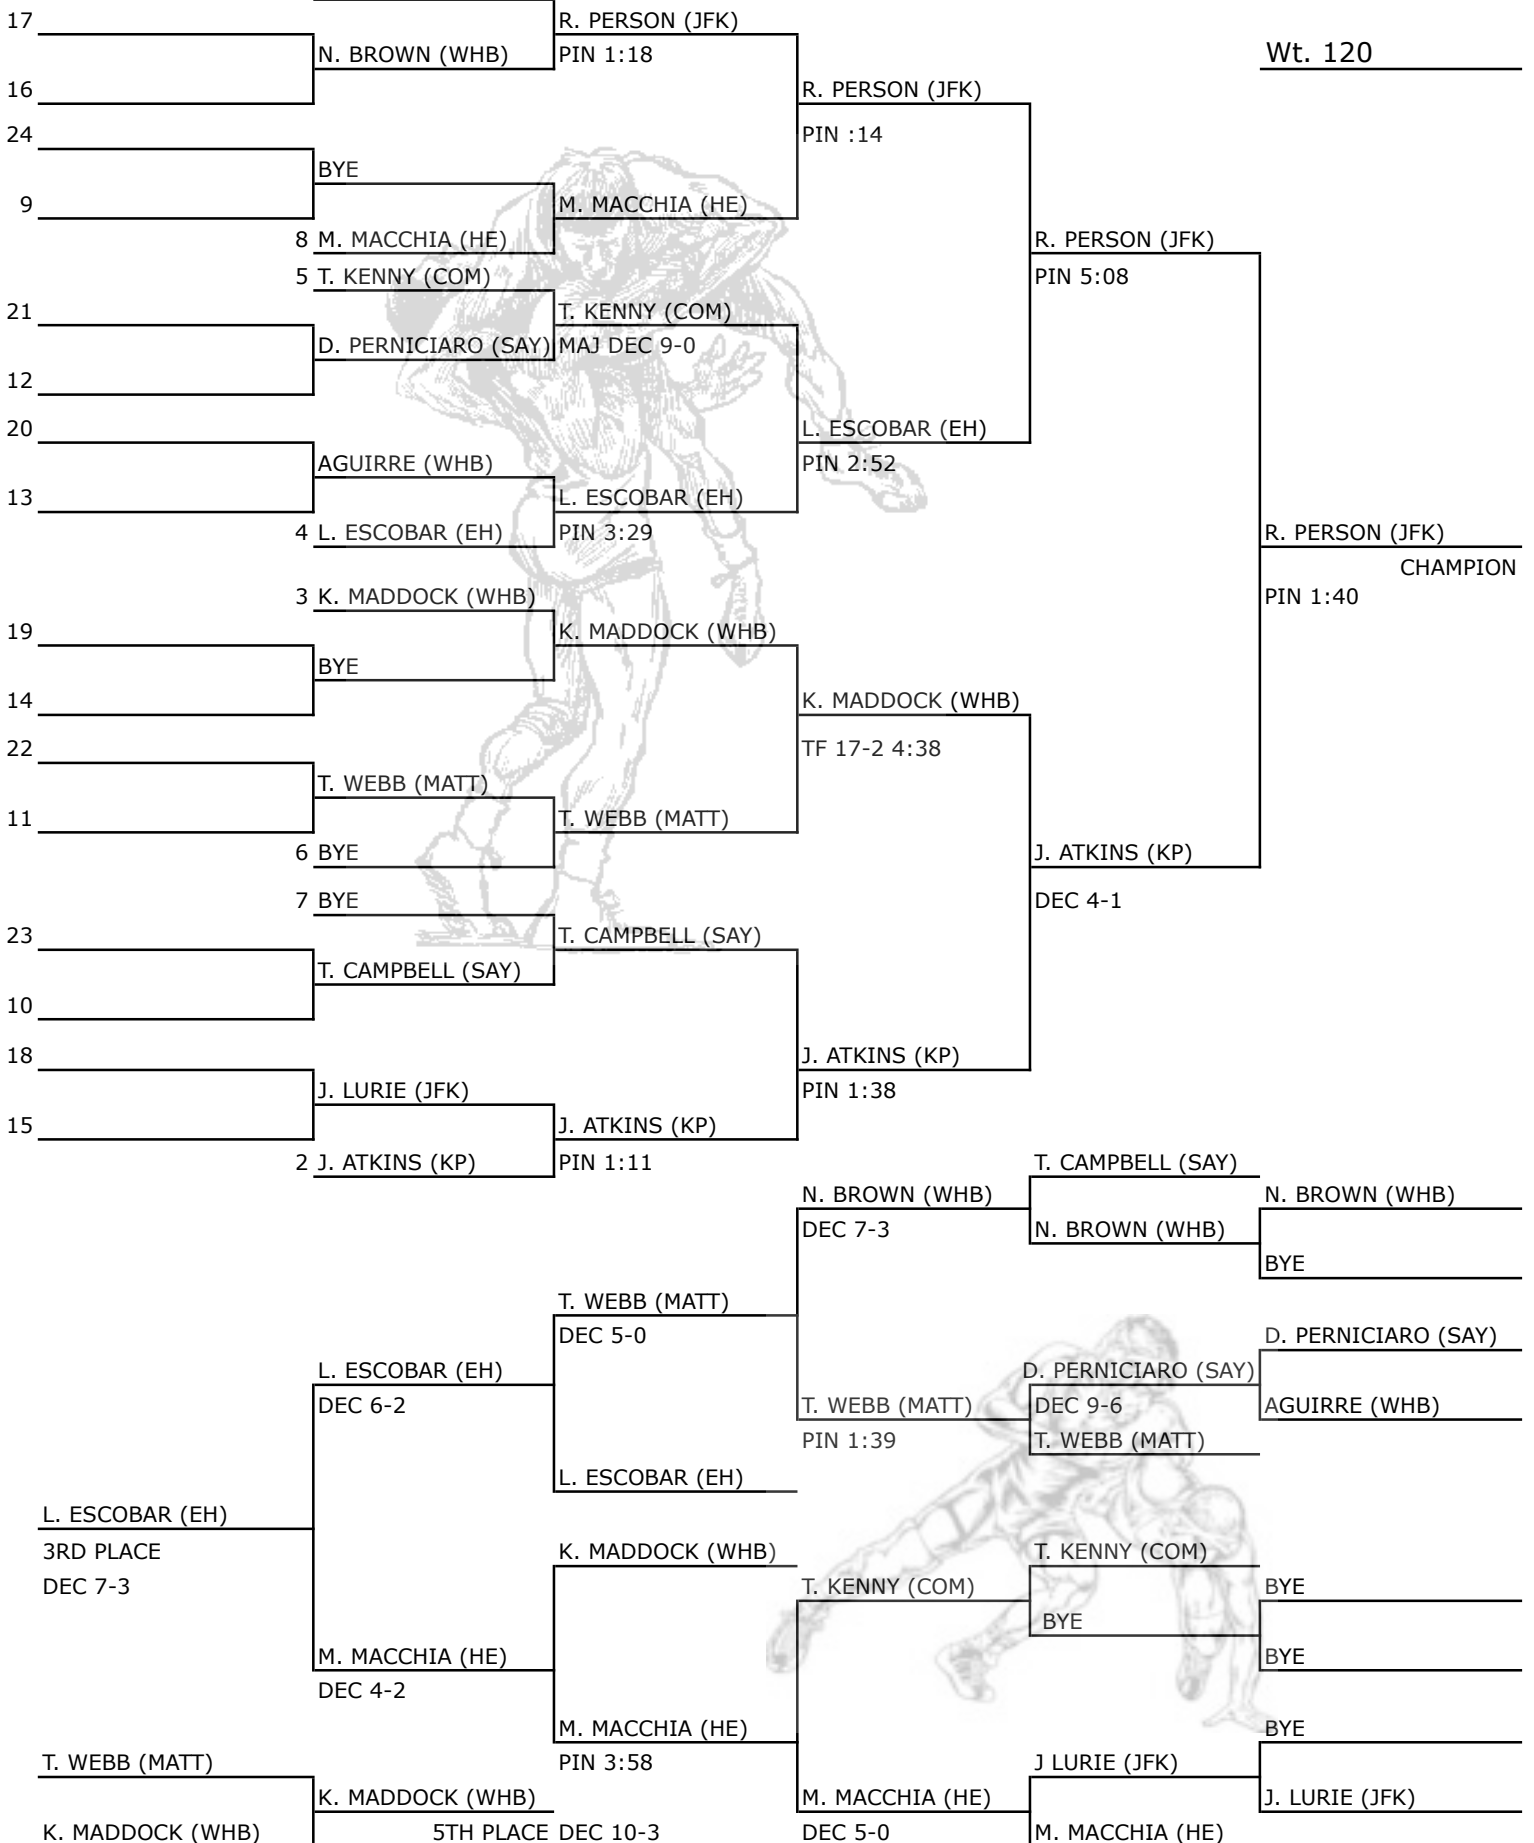 17
R. PERSON (JFK)
N. BROWN (WHB)
PIN 1:18
Wt. 120
16
R. PERSON (JFK)
24
PIN :14
BYE
9
M. MACCHIA (HE)
8 M. MACCHIA (HE)
R. PERSON (JFK)
5 T. KENNY (COM)
PIN 5:08
21
T. KENNY (COM)
D. PERNICIARO (SAY)
MAJ DEC 9-0
12
20
L. ESCOBAR (EH)
AGUIRRE (WHB)
PIN 2:52
13
L. ESCOBAR (EH)
4 L. ESCOBAR (EH)
PIN 3:29
R. PERSON (JFK)
CHAMPION
3 K. MADDOCK (WHB)
PIN 1:40
19
K. MADDOCK (WHB)
BYE
14
K. MADDOCK (WHB)
22
TF 17-2 4:38
T. WEBB (MATT)
11
T. WEBB (MATT)
6 BYE
J. ATKINS (KP)
7 BYE
DEC 4-1
23
T. CAMPBELL (SAY)
T. CAMPBELL (SAY)
10
18
J. ATKINS (KP)
J. LURIE (JFK)
PIN 1:38
15
J. ATKINS (KP)
2 J. ATKINS (KP)
PIN 1:11
T. CAMPBELL (SAY)
N. BROWN (WHB)
N. BROWN (WHB)
DEC 7-3
N. BROWN (WHB)
BYE
T. WEBB (MATT)
DEC 5-0
D. PERNICIARO (SAY)
L. ESCOBAR (EH)
D. PERNICIARO (SAY)
DEC 6-2
T. WEBB (MATT)
DEC 9-6
AGUIRRE (WHB)
PIN 1:39
T. WEBB (MATT)
L. ESCOBAR (EH)
L. ESCOBAR (EH)
3RD PLACE
K. MADDOCK (WHB)
T. KENNY (COM)
DEC 7-3
T. KENNY (COM)
BYE
BYE
M. MACCHIA (HE)
BYE
DEC 4-2
M. MACCHIA (HE)
BYE
T. WEBB (MATT)
PIN 3:58
J LURIE (JFK)
K. MADDOCK (WHB)
M. MACCHIA (HE)
J. LURIE (JFK)
K. MADDOCK (WHB)
5TH PLACE DEC 10-3
DEC 5-0
M. MACCHIA (HE)